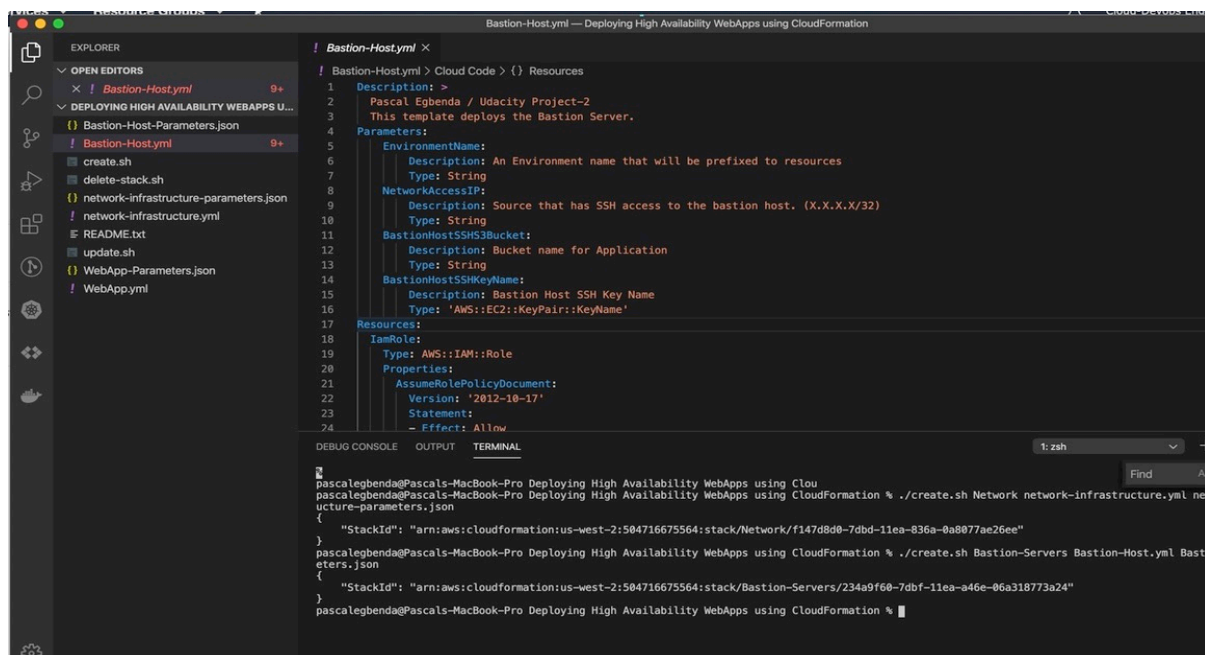 Resource Groups
Bastion-Host.yml — Deploying High Availability WebApps using CloudFormation
EXPLORER
OPEN EDITORS
Bastion-Host.yml 9+
DEPLOYING HIGH AVAILABILITY WEBAPPS U...
Bastion-Host-Parameters.json
Bastion-Host.yml 9+
create.sh
delete-stack.sh
network-infrastructure-parameters.json
network-infrastructure.yml
README.txt
update.sh
WebApp-Parameters.json
WebApp.yml
Bastion-Host.yml
Bastion-Host.yml > Cloud Code > {} Resources
1 Description: >
2 Pascal Egbenda / Udacity Project-2
3 This template deploys the Bastion Server.
4 Parameters:
5 EnvironmentName:
6 Description: An Environment name that will be prefixed to resources
7 Type: String
8 NetworkAccessIP:
9 Description: Source that has SSH access to the bastion host. (X.X.X.X/32)
10 Type: String
11 BastionHostSSHS3Bucket:
12 Description: Bucket name for Application
13 Type: String
14 BastionHostSSHKeyName:
15 Description: Bastion Host SSH Key Name
16 Type: 'AWS::EC2::KeyPair::KeyName'
17 Resources:
18 IamRole:
19 Type: AWS::IAM::Role
20 Properties:
21 AssumeRolePolicyDocument:
22 Version: '2012-10-17'
23 Statement:
24 - Effect: Allow
DEBUG CONSOLE OUTPUT TERMINAL
1: zsh
Find
%
pascalegbenda@Pascals-MacBook-Pro Deploying High Availability WebApps using Clou
pascalegbenda@Pascals-MacBook-Pro Deploying High Availability WebApps using CloudFormation % ./create.sh Network network-infrastructure.yml ne
ucture-parameters.json
{
"StackId": "arn:aws:cloudformation:us-west-2:504716675564:stack/Network/f147d8d0-7dbd-11ea-836a-0a8077ae26ee"
}
pascalegbenda@Pascals-MacBook-Pro Deploying High Availability WebApps using CloudFormation % ./create.sh Bastion-Servers Bastion-Host.yml Bast
eters.json
{
"StackId": "arn:aws:cloudformation:us-west-2:504716675564:stack/Bastion-Servers/234a9f60-7dbf-11ea-a46e-06a318773a24"
}
pascalegbenda@Pascals-MacBook-Pro Deploying High Availability WebApps using CloudFormation %